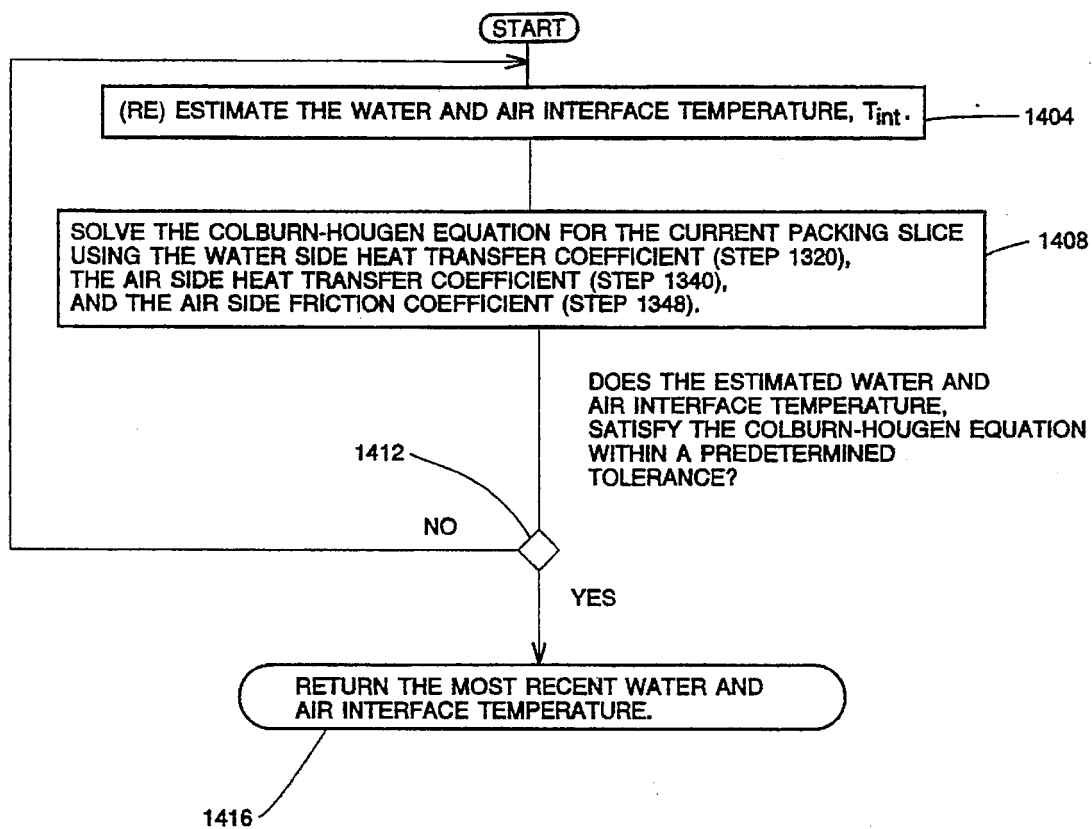 START
(RE) ESTIMATE THE WATER AND AIR INTERFACE TEMPERATURE, Tint.
1404
SOLVE THE COLBURN-HOUGEN EQUATION FOR THE CURRENT PACKING SLICE
USING THE WATER SIDE HEAT TRANSFER COEFFICIENT (STEP 1320),
THE AIR SIDE HEAT TRANSFER COEFFICIENT (STEP 1340),
AND THE AIR SIDE FRICTION COEFFICIENT (STEP 1348).
1408
DOES THE ESTIMATED WATER AND
AIR INTERFACE TEMPERATURE,
SATISFY THE COLBURN-HOUGEN EQUATION
WITHIN A PREDETERMINED
TOLERANCE?
1412
NO
YES
RETURN THE MOST RECENT WATER AND
AIR INTERFACE TEMPERATURE.
1416